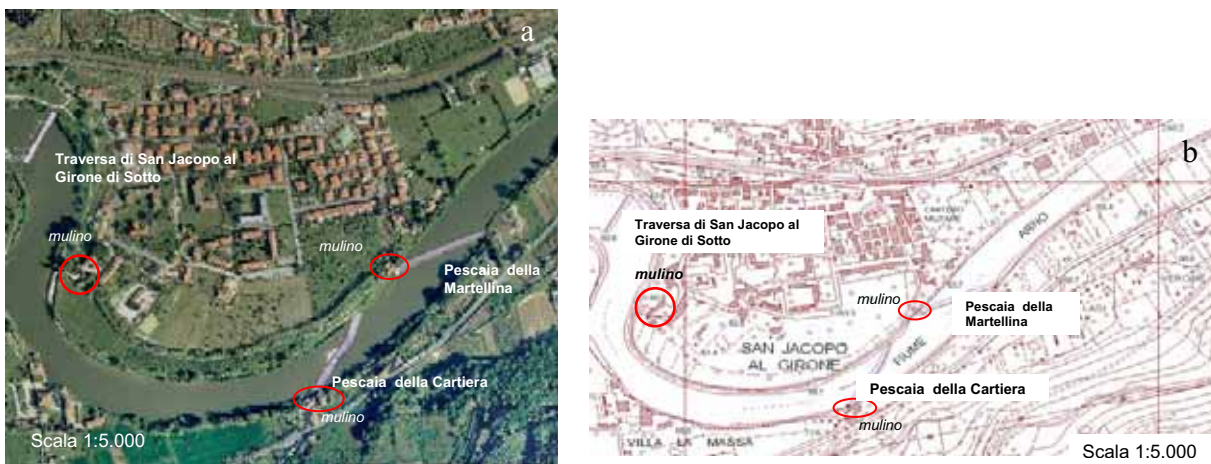 a
Traversa di San Jacopo al
Girone di Sotto
mulino
mulino
Pescaia della
Martellina
Pescaia della Cartiera
mulino
Scala 1:5.000
b
Traversa di San Jacopo al
Girone di Sotto
mulino
mulino
ARNO
Pescaia della
Martellina
FIUME
SAN JACOPO
AL GIRONE
Pescaia della Cartiera
mulino
VILLA LA MASSA
Scala 1:5.000